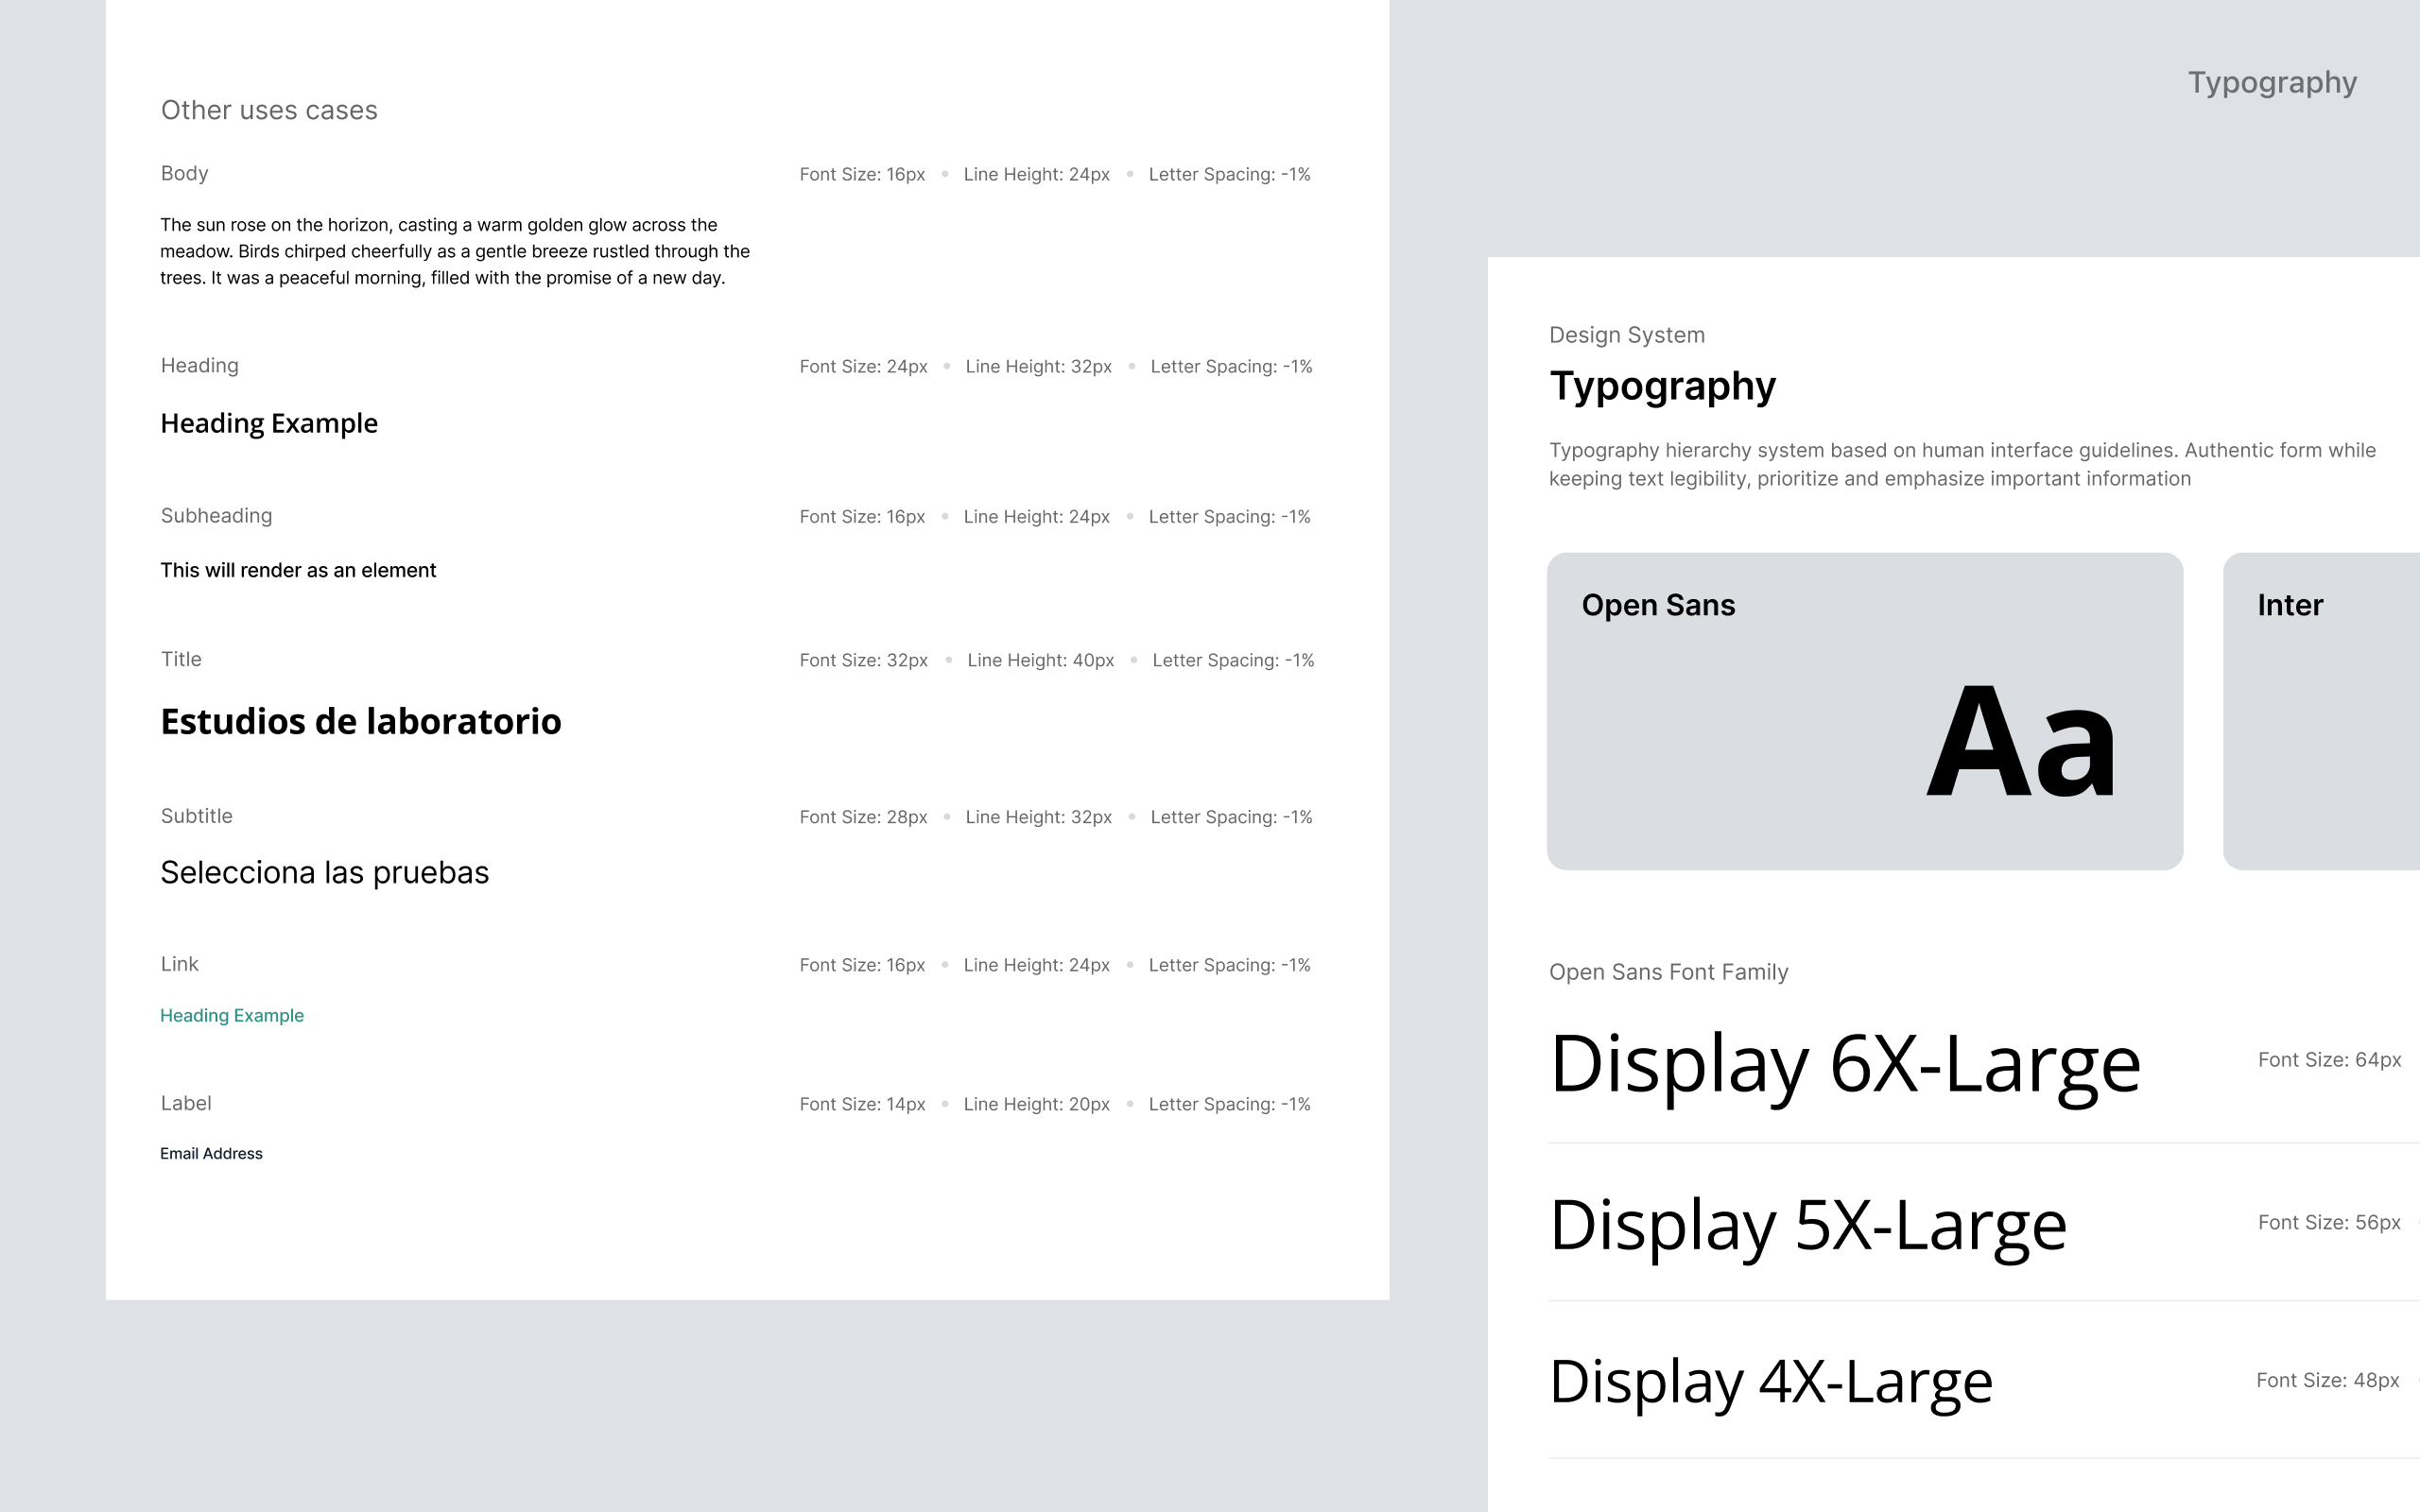 Other uses cases
Body
Font Size: 16px • Line Height: 24px • Letter Spacing: -1%
The sun rose on the horizon, casting a warm golden glow across the
meadow. Birds chirped cheerfully as a gentle breeze rustled through the
trees. It was a peaceful morning, filled with the promise of a new day.
Heading
Font Size: 24px • Line Height: 32px • Letter Spacing: -1%
Heading Example
Subheading
Font Size: 16px • Line Height: 24px • Letter Spacing: -1%
This will render as an element
Title
Font Size: 32px • Line Height: 40px • Letter Spacing: -1%
Estudios de laboratorio
Subtitle
Font Size: 28px • Line Height: 32px • Letter Spacing: -1%
Selecciona las pruebas
Link
Font Size: 16px • Line Height: 24px • Letter Spacing: -1%
Heading Example
Label
Font Size: 14px • Line Height: 20px • Letter Spacing: -1%
Email Address
Typography
Design System
Typography
Typography hierarchy system based on human interface guidelines. Authentic form while
keeping text legibility, prioritize and emphasize important information
Open Sans
Aa
Inter
Open Sans Font Family
Display 6X-Large
Font Size: 64px
Display 5X-Large
Font Size: 56px
Display 4X-Large
Font Size: 48px